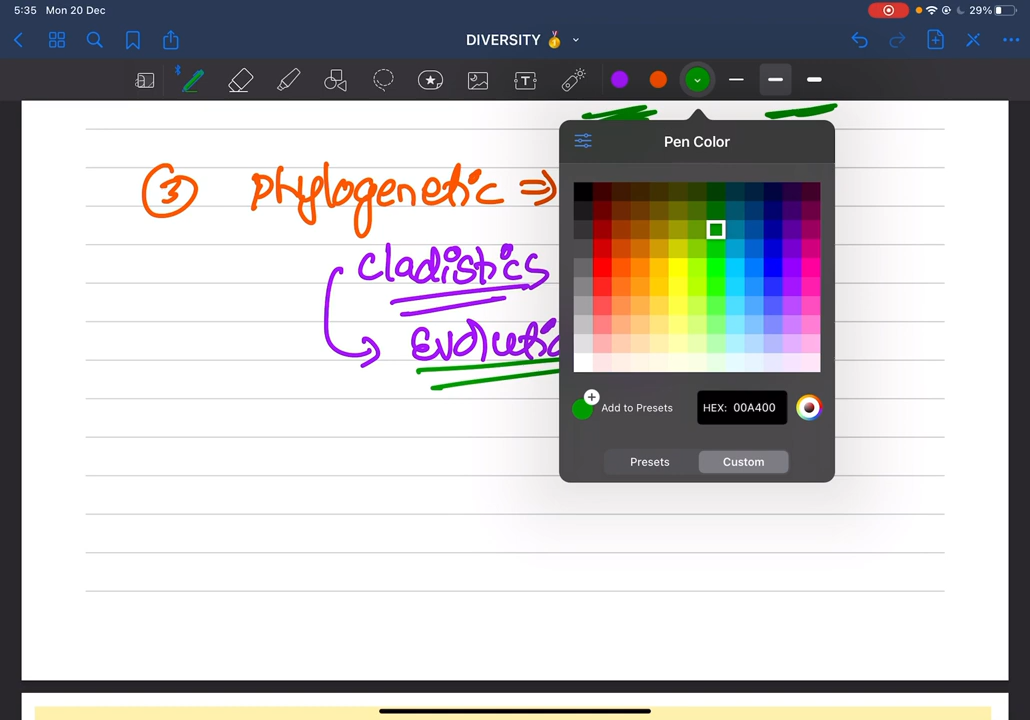 5:35 Mon 20 Dec
29%
DIVERSITY 🥇
T
③ Phylogenetic ⇒
cladistics
Pen Color
Add to Presets
HEX: 00A400
Presets Custom